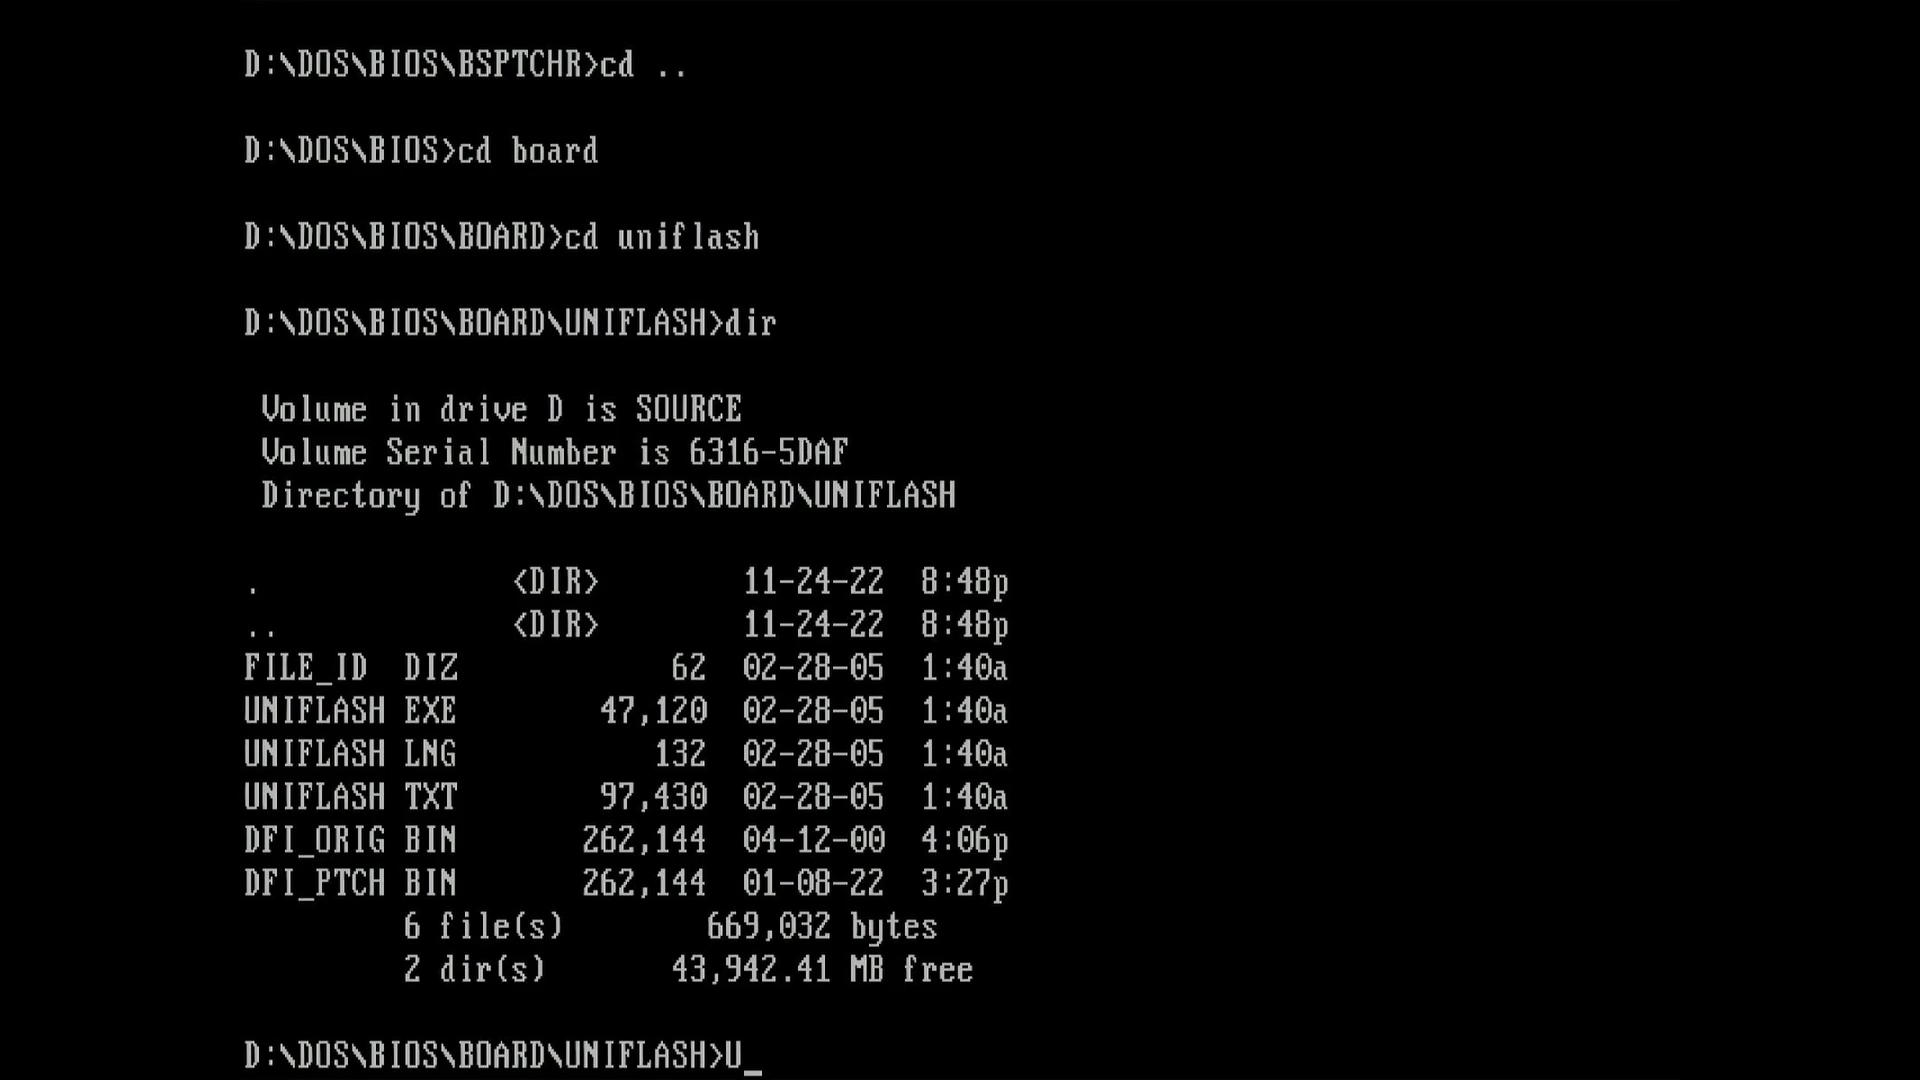 D:\DOS\BIOS\BSPTCHR>cd ..
D:\DOS\BIOS>cd board
D:\DOS\BIOS\BOARD>cd uniflash
D:\DOS\BIOS\BOARD\UNIFLASH>dir
Volume in drive D is SOURCE
Volume Serial Number is 6316-5DAF
Directory of D:\DOS\BIOS\BOARD\UNIFLASH
. <DIR> 11-24-22 8:48p
.. <DIR> 11-24-22 8:48p
FILE_ID DIZ 62 02-28-05 1:40a
UNIFLASH EXE 47,120 02-28-05 1:40a
UNIFLASH LNG 132 02-28-05 1:40a
UNIFLASH TXT 97,430 02-28-05 1:40a
DFI_ORIG BIN 262,144 04-12-00 4:06p
DFI_PTCH BIN 262,144 01-08-22 3:27p
6 file(s) 669,032 bytes
2 dir(s) 43,942.41 MB free
D:\DOS\BIOS\BOARD\UNIFLASH>U_